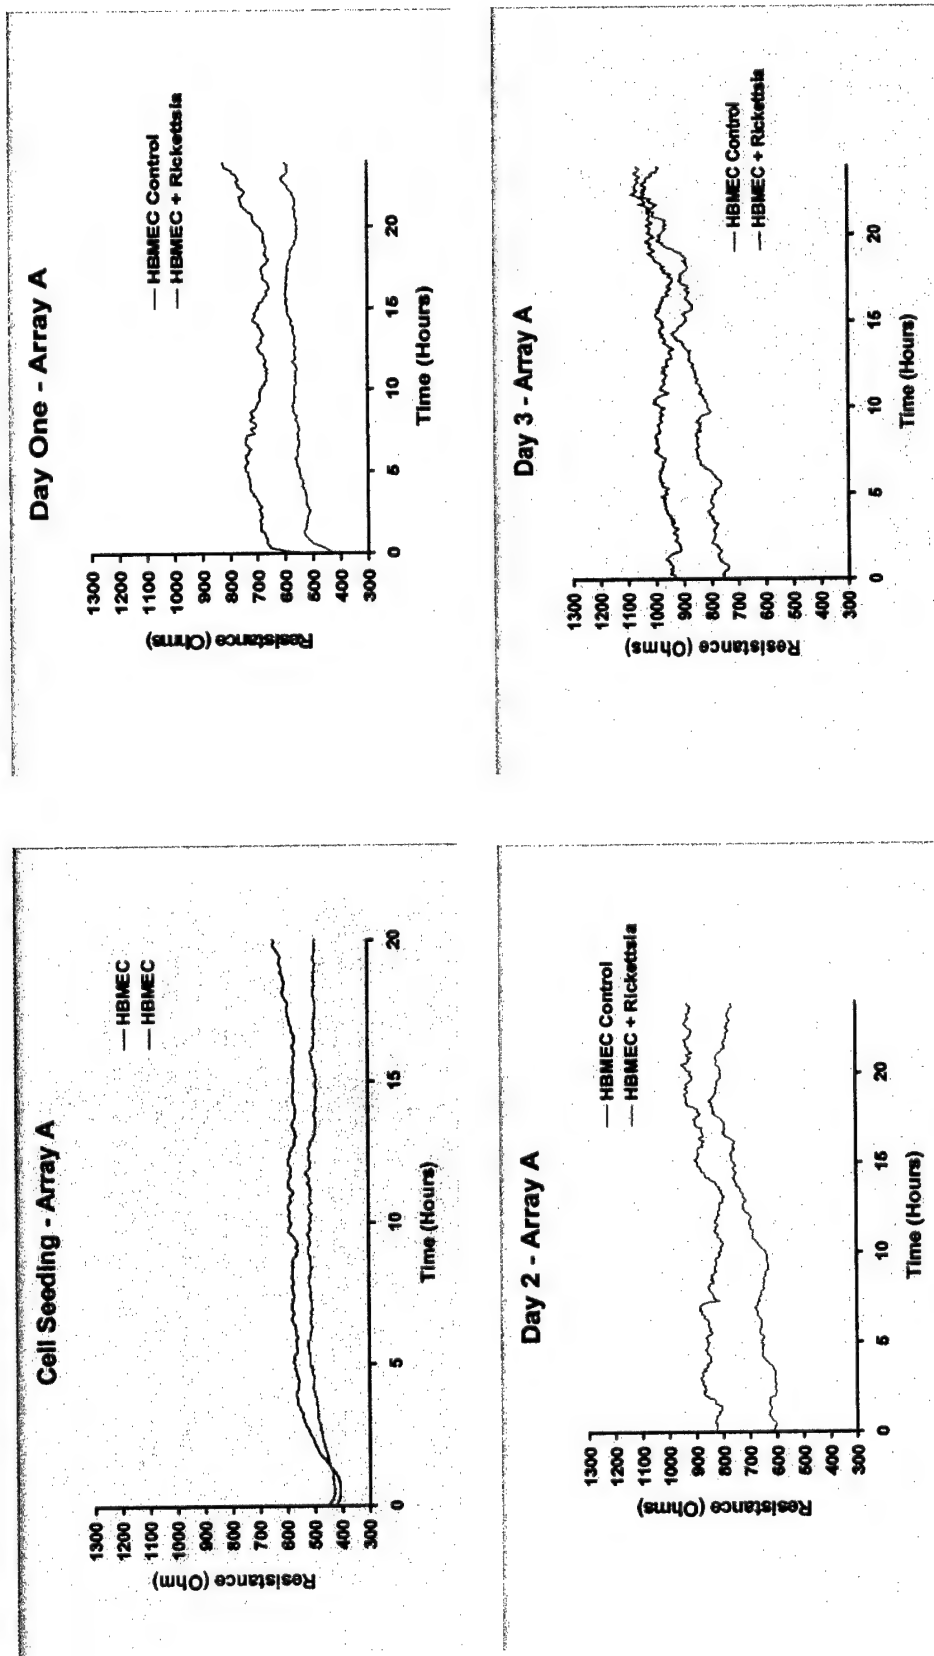 Cell Seeding - Array A
1300
1200
1100
1000
900
800
700
600
500
400
300
Resistance (Ohm)
— HBMEC
— HBMEC
0 5 10 15 20
Time (Hours)
Day One - Array A
1300
1200
1100
1000
900
800
700
600
500
400
300
Resistance (Ohms)
— HBMEC Control
— HBMEC + Rickettsia
0 5 10 15 20
Time (Hours)
Day 2 - Array A
1300
1200
1100
1000
900
800
700
600
500
400
300
Resistance (Ohms)
— HBMEC Control
— HBMEC + Rickettsia
0 5 10 15 20
Time (Hours)
Day 3 - Array A
1300
1200
1100
1000
900
800
700
600
500
400
300
Resistance (Ohms)
— HBMEC Control
— HBMEC + Rickettsia
0 5 10 15 20
Time (Hours)